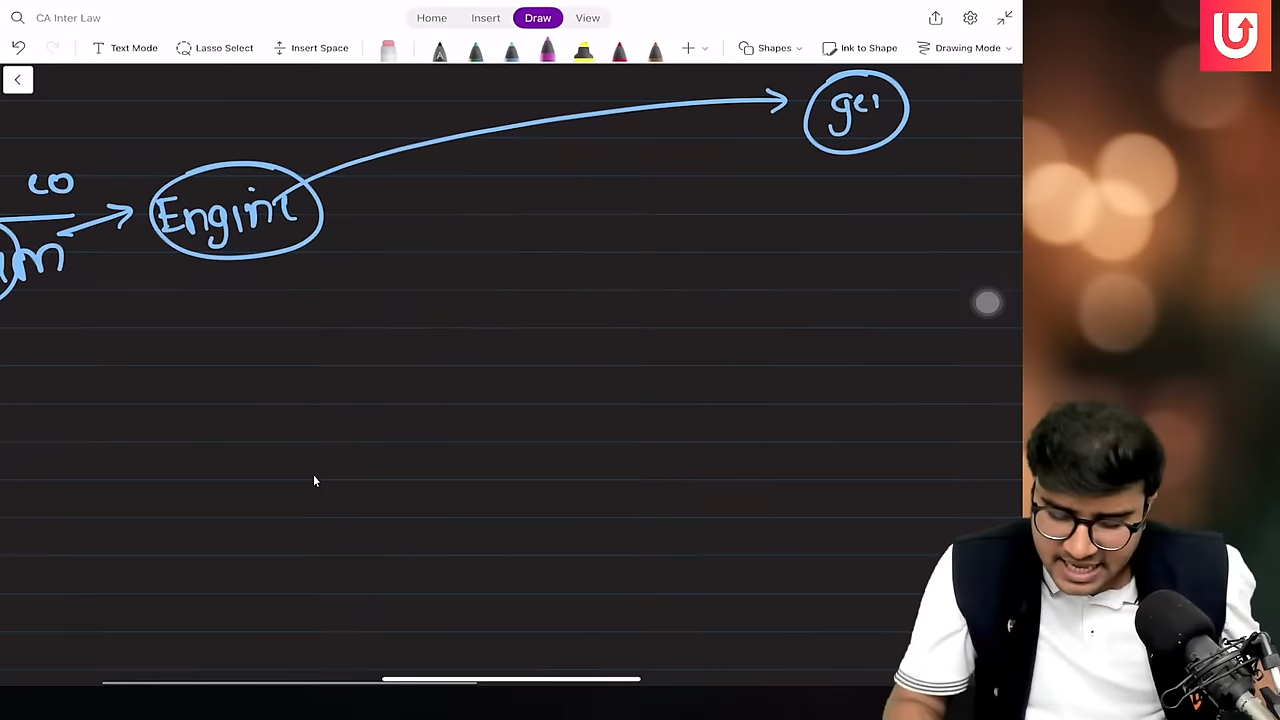 CA Inter Law
Home Insert Draw View
Text Mode Lasso Select Insert Space Shapes Ink to Shape Drawing Mode
co
Engine